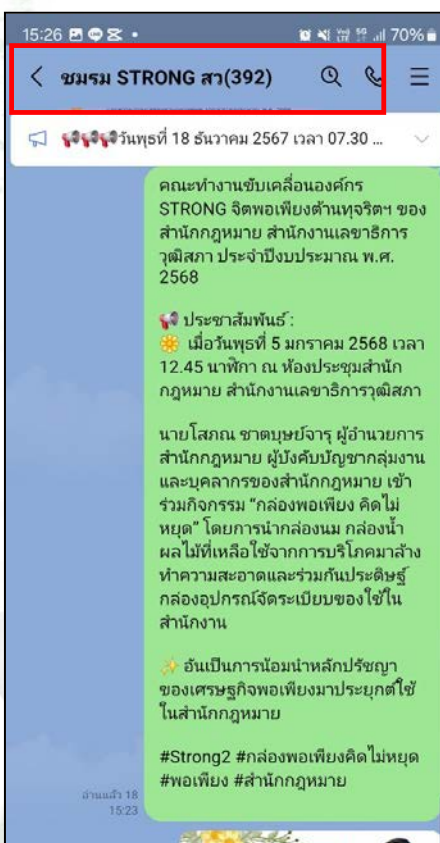 15:26 70%
ชมรม STRONG สว(392)
วันพุธที่ 18 ธันวาคม 2567 เวลา 07.30 ...
คณะทำงานขับเคลื่อนองค์กร
STRONG จิตพอเพียงต้านทุจริตฯ ของ
สำนักกฎหมาย สำนักงานเลขาธิการ
วุฒิสภา ประจำปีงบประมาณ พ.ศ.
2568
ประชาสัมพันธ์ :
เมื่อวันพุธที่ 5 มกราคม 2568 เวลา
12.45 นาฬิกา ณ ห้องประชุมสำนัก
กฎหมาย สำนักงานเลขาธิการวุฒิสภา
นายโสภณ ชาตบุษย์จารุ ผู้อำนวยการ
สำนักกฎหมาย ผู้บังคับบัญชากลุ่มงาน
และบุคลากรของสำนักกฎหมาย เข้า
ร่วมกิจกรรม “กล่องพอเพียง คิดไม่
หยุด” โดยการนำกล่องนม กล่องน้ำ
ผลไม้ที่เหลือใช้จากการบริโภคมาล้าง
ทำความสะอาดและร่วมกันประดิษฐ์
กล่องอุปกรณ์จัดระเบียบของใช้ใน
สำนักงาน
อันเป็นการน้อมนำหลักปรัชญา
ของเศรษฐกิจพอเพียงมาประยุกต์ใช้
ในสำนักกฎหมาย
#Strong2 #กล่องพอเพียงคิดไม่หยุด
#พอเพียง #สำนักกฎหมาย
อ่านแล้ว 18
15:23